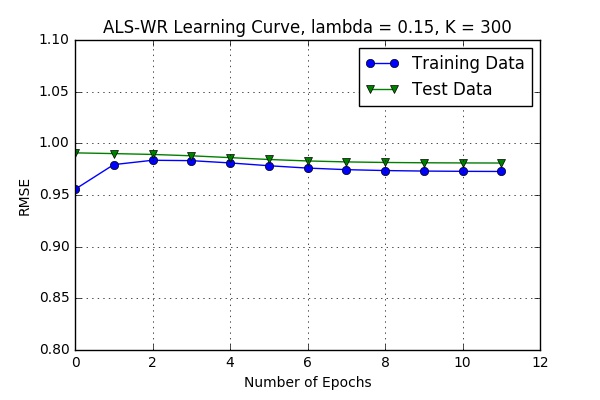 ALS-WR Learning Curve, lambda = 0.15, K = 300
1.10
1.05
1.00
0.95
0.90
0.85
0.80
RMSE
Training Data
Test Data
0 2 4 6 8 10 12
Number of Epochs